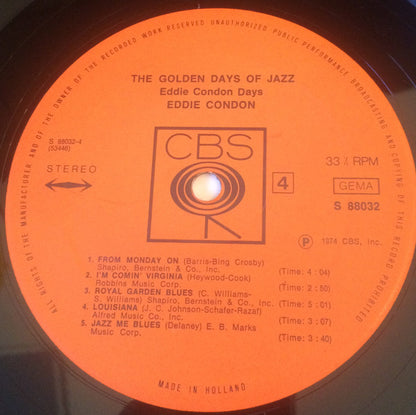 ALL RIGHTS OF THE MANUFACTURER AND OF THE OWNER OF THE RECORDED WORK RESERVED UNAUTHORIZED PUBLIC PERFORMANCE BROADCASTING AND COPYING OF THIS RECORD PROHIBITED
THE GOLDEN DAYS OF JAZZ
Eddie Condon Days
EDDIE CONDON
S 88032-4
(53446)
STEREO
CBS
4
33⅓ RPM
GEMA
S 88032
Ⓟ 1974 CBS, Inc.
1. FROM MONDAY ON (Barris-Bing Crosby)
Shapiro, Bernstein & Co., Inc. (Time: 4:04)
2. I'M COMIN' VIRGINIA (Heywood-Cook)
Robbins Music Corp. (Time: 2:50)
3. ROYAL GARDEN BLUES (C. Williams-
S. Williams) Shapiro, Bernstein & Co., Inc. (Time: 5:01)
4. LOUISIANA (J. C. Johnson-Schafer-Razaf)
Alfred Music Co., Inc. (Time: 3:07)
5. JAZZ ME BLUES (Delaney) E. B. Marks
Music Corp. (Time: 3:40)
MADE IN HOLLAND